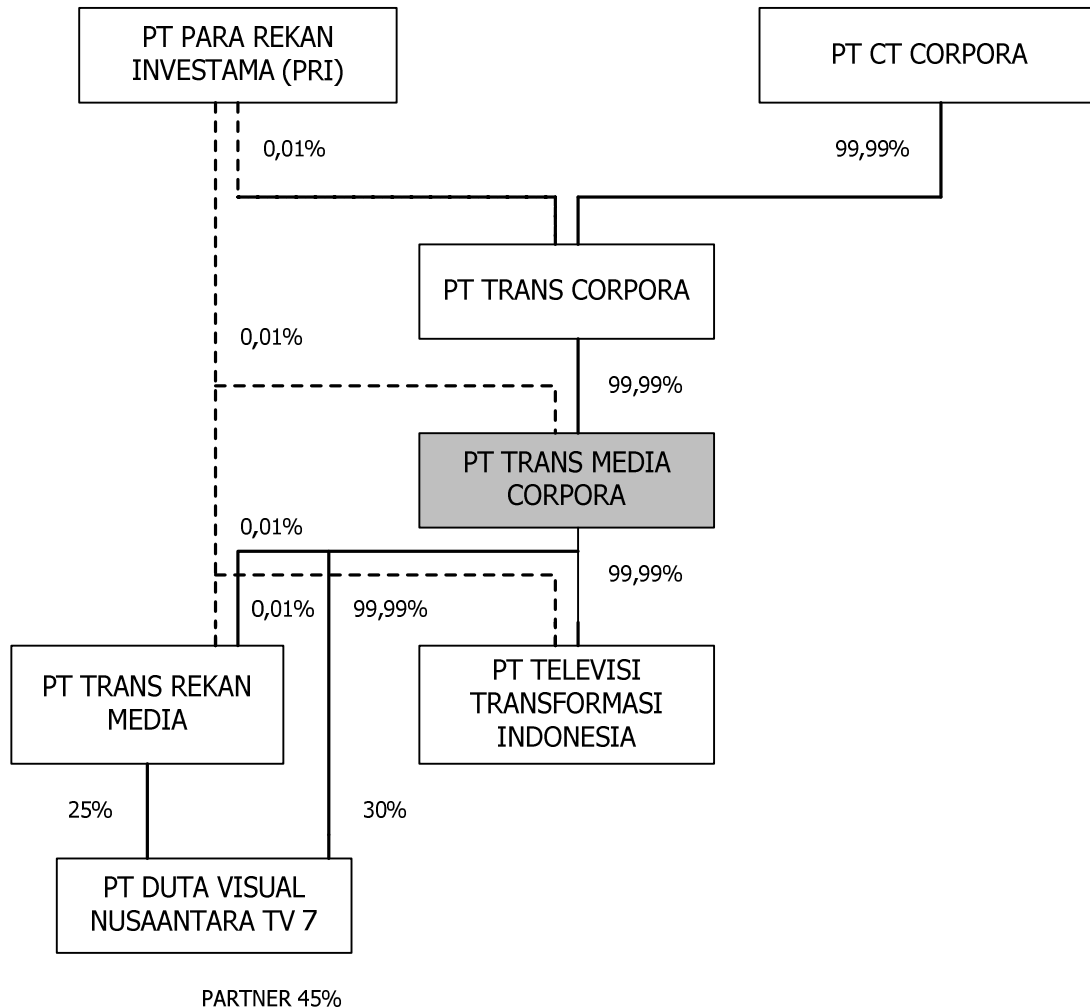 PT PARA REKAN
INVESTAMA (PRI)
PT CT CORPORA
0,01%
99,99%
PT TRANS CORPORA
0,01%
99,99%
PT TRANS MEDIA
CORPORA
0,01%
99,99%
0,01%
99,99%
PT TRANS REKAN
MEDIA
PT TELEVISI
TRANSFORMASI
INDONESIA
25%
30%
PT DUTA VISUAL
NUSAANTARA TV 7
PARTNER 45%